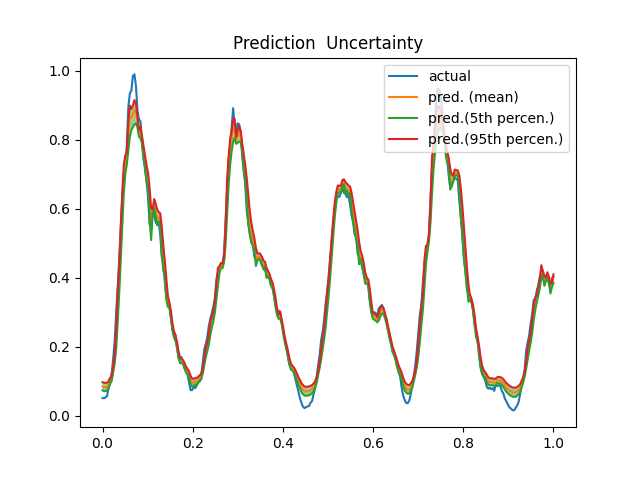 Prediction  Uncertainty
1.0
0.8
0.6
0.4
0.2
0.0
actual
pred. (mean)
pred.(5th percen.)
pred.(95th percen.)
0.0 0.2 0.4 0.6 0.8 1.0